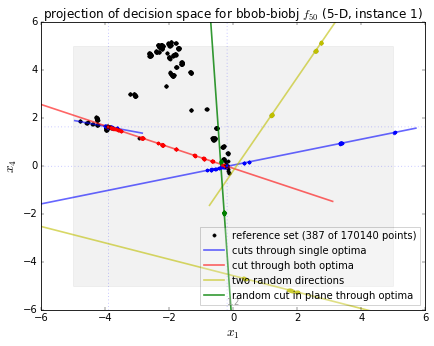 projection of decision space for bbob-biobj f₅₀ (5-D, instance 1)
6
4
2
0
−2
−4
−6
x₄
reference set (387 of 170140 points)
cuts through single optima
cut through both optima
two random directions
random cut in plane through optima
−6
−4
−2
0
2
4
6
x₁